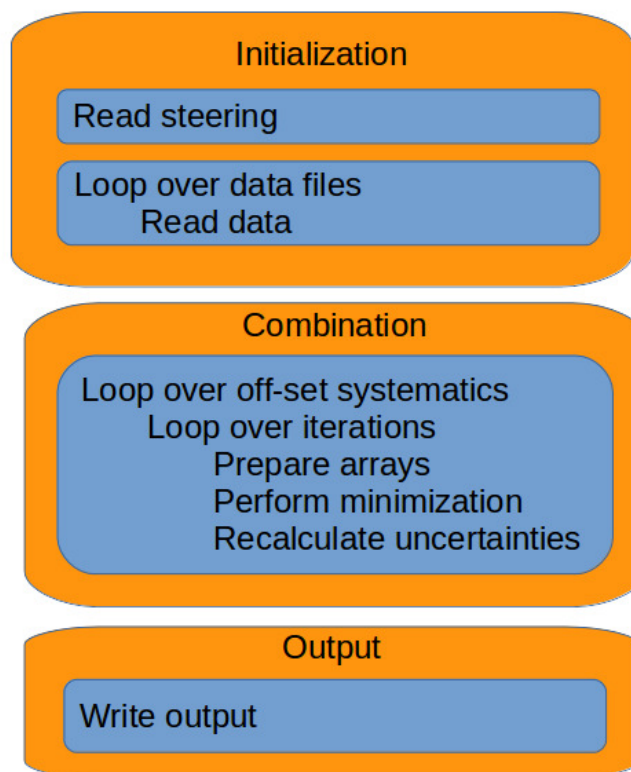 Initialization
Read steering
Loop over data files
Read data
Combination
Loop over off-set systematics
Loop over iterations
Prepare arrays
Perform minimization
Recalculate uncertainties
Output
Write output